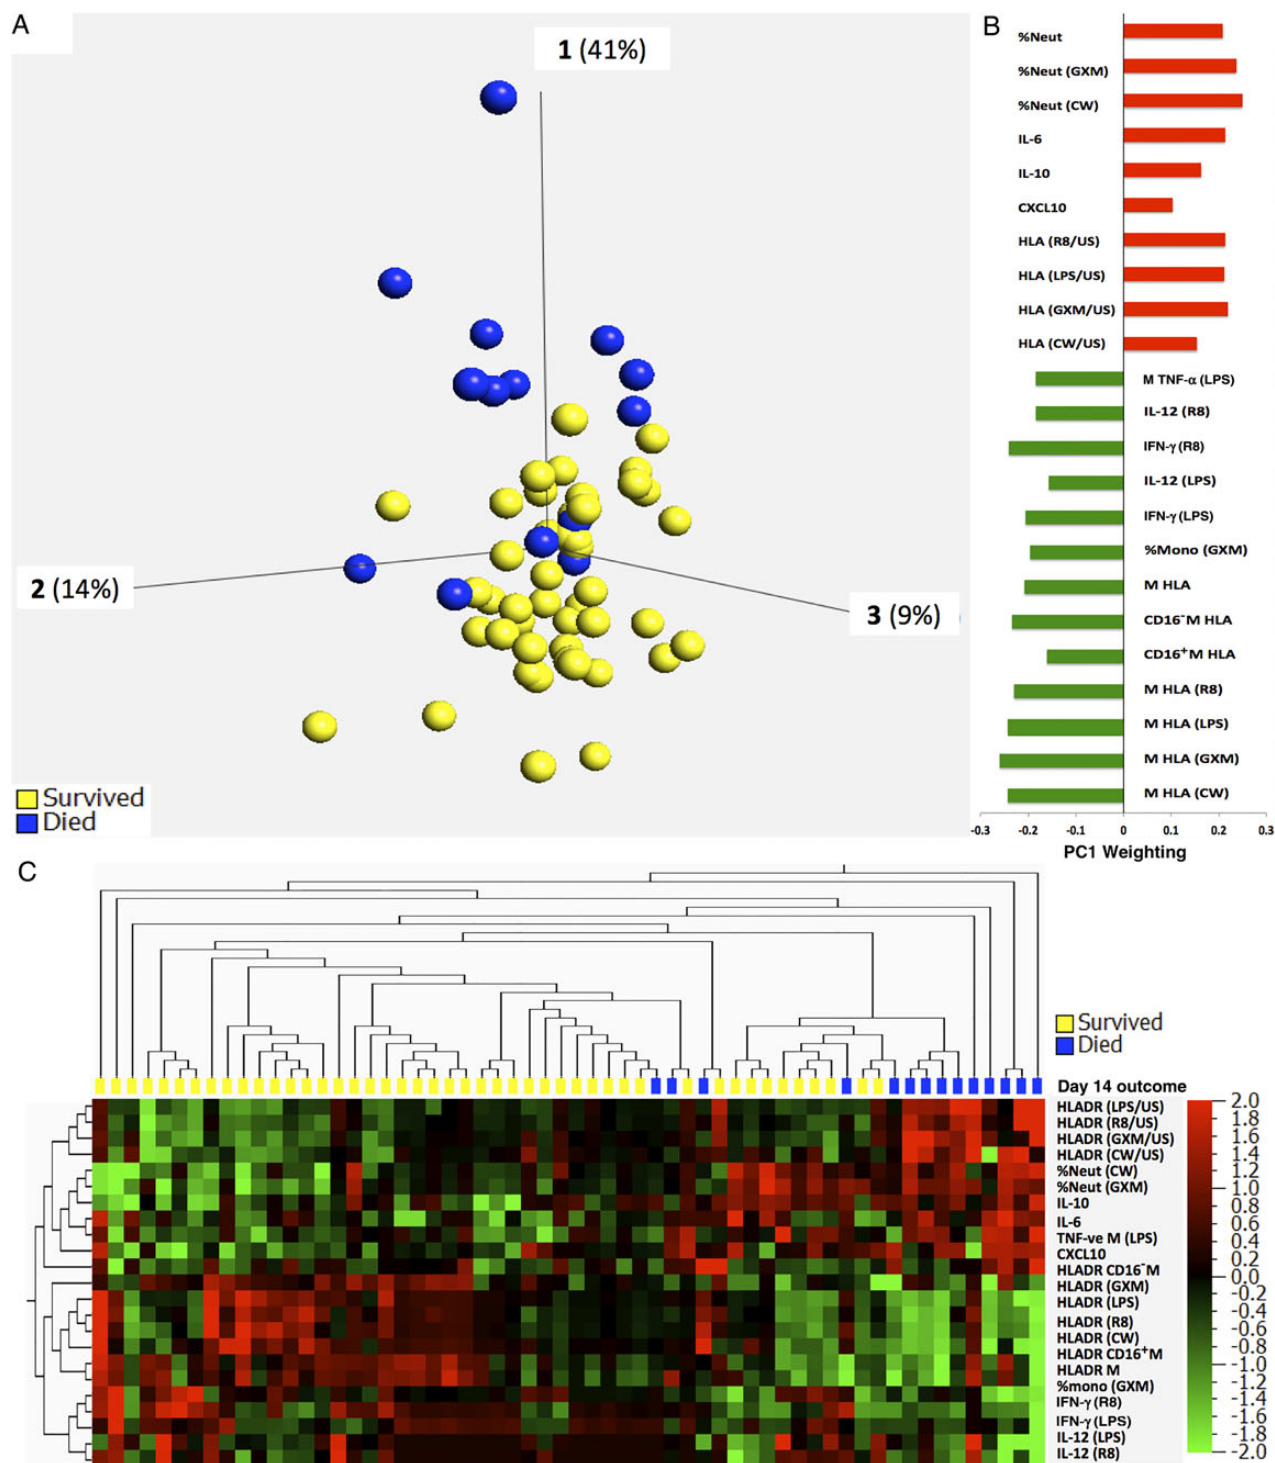 A
1 (41%)
2 (14%)
3 (9%)
Survived
Died
B
%Neut
%Neut (GXM)
%Neut (CW)
IL-6
IL-10
CXCL10
HLA (R8/US)
HLA (LPS/US)
HLA (GXM/US)
HLA (CW/US)
M TNF-α (LPS)
IL-12 (R8)
IFN-γ (R8)
IL-12 (LPS)
IFN-γ (LPS)
%Mono (GXM)
M HLA
CD16⁻M HLA
CD16⁺M HLA
M HLA (R8)
M HLA (LPS)
M HLA (GXM)
M HLA (CW)
-0.3 -0.2 -0.1 0 0.1 0.2 0.3
PC1 Weighting
C
Survived
Died
Day 14 outcome
HLADR (LPS/US)
HLADR (R8/US)
HLADR (GXM/US)
HLADR (CW/US)
%Neut (CW)
%Neut (GXM)
IL-10
IL-6
TNF-ve M (LPS)
CXCL10
HLADR CD16⁻M
HLADR (GXM)
HLADR (LPS)
HLADR (R8)
HLADR (CW)
HLADR CD16⁺M
HLADR M
%mono (GXM)
IFN-γ (R8)
IFN-γ (LPS)
IL-12 (LPS)
IL-12 (R8)
2.0
1.8
1.6
1.4
1.2
1.0
0.8
0.6
0.4
0.2
0.0
-0.2
-0.4
-0.6
-0.8
-1.0
-1.2
-1.4
-1.6
-1.8
-2.0